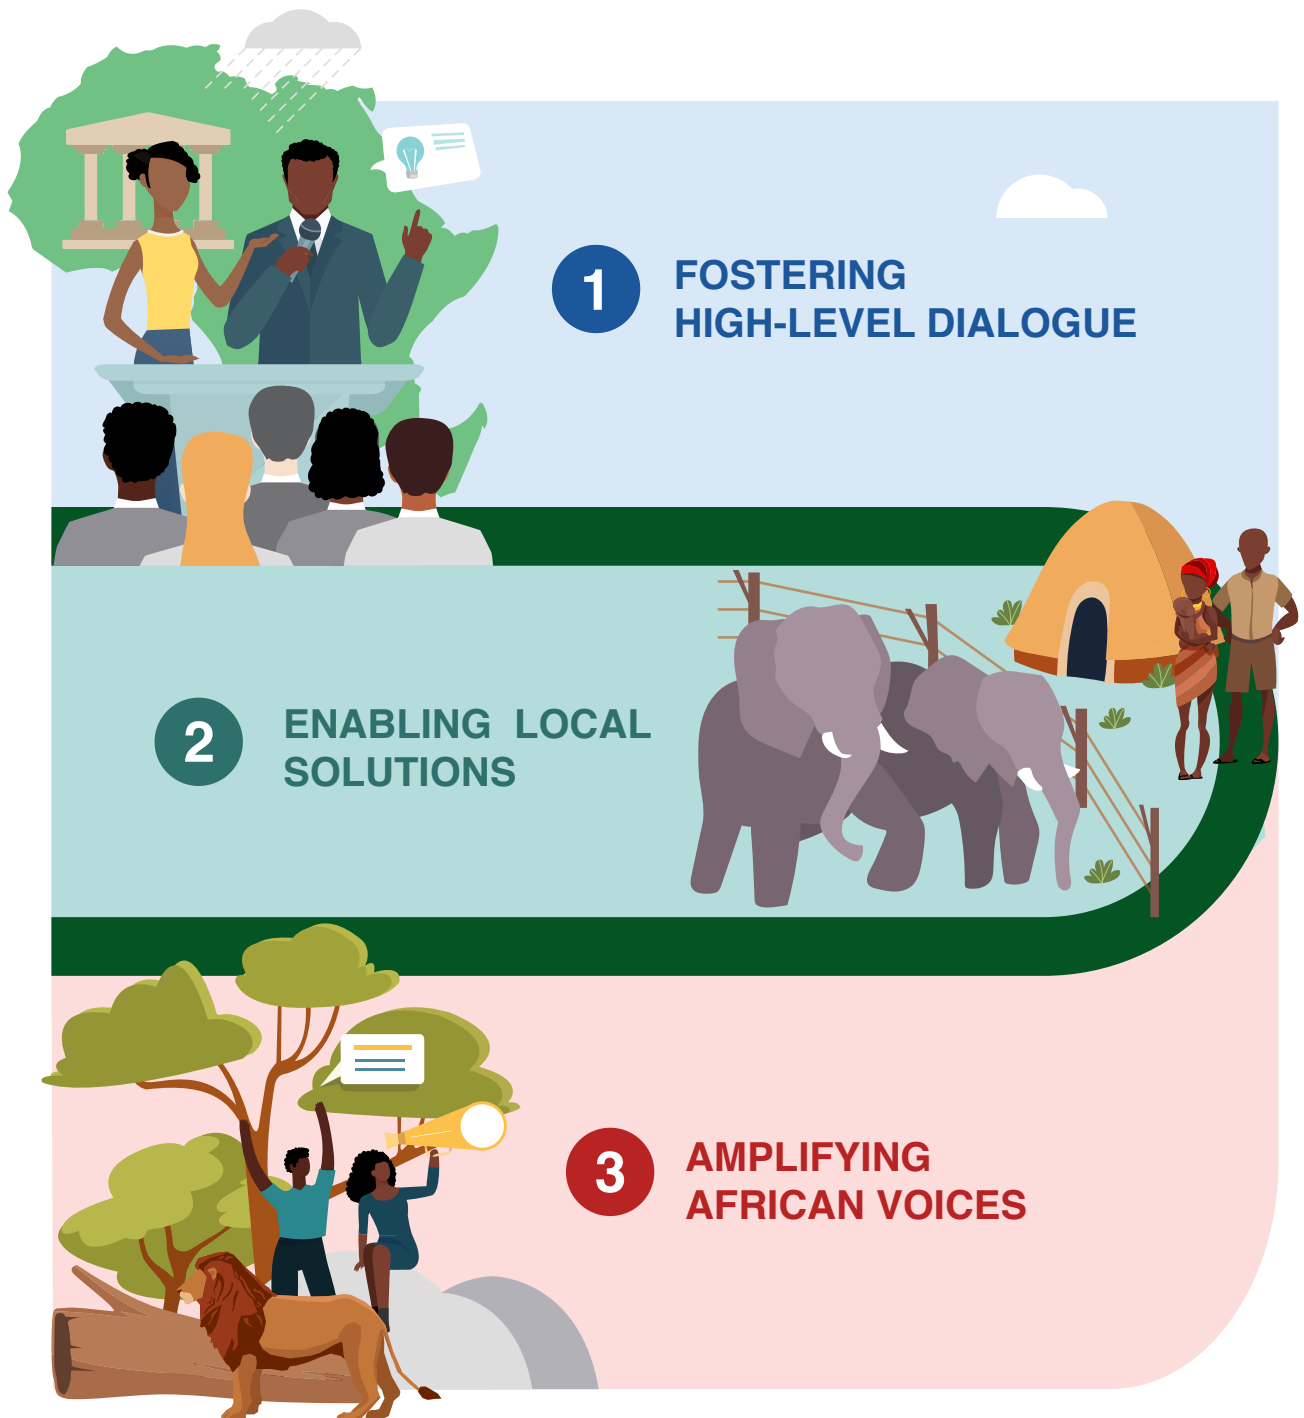 1
FOSTERING
HIGH-LEVEL DIALOGUE
2
ENABLING LOCAL
SOLUTIONS
3
AMPLIFYING
AFRICAN VOICES